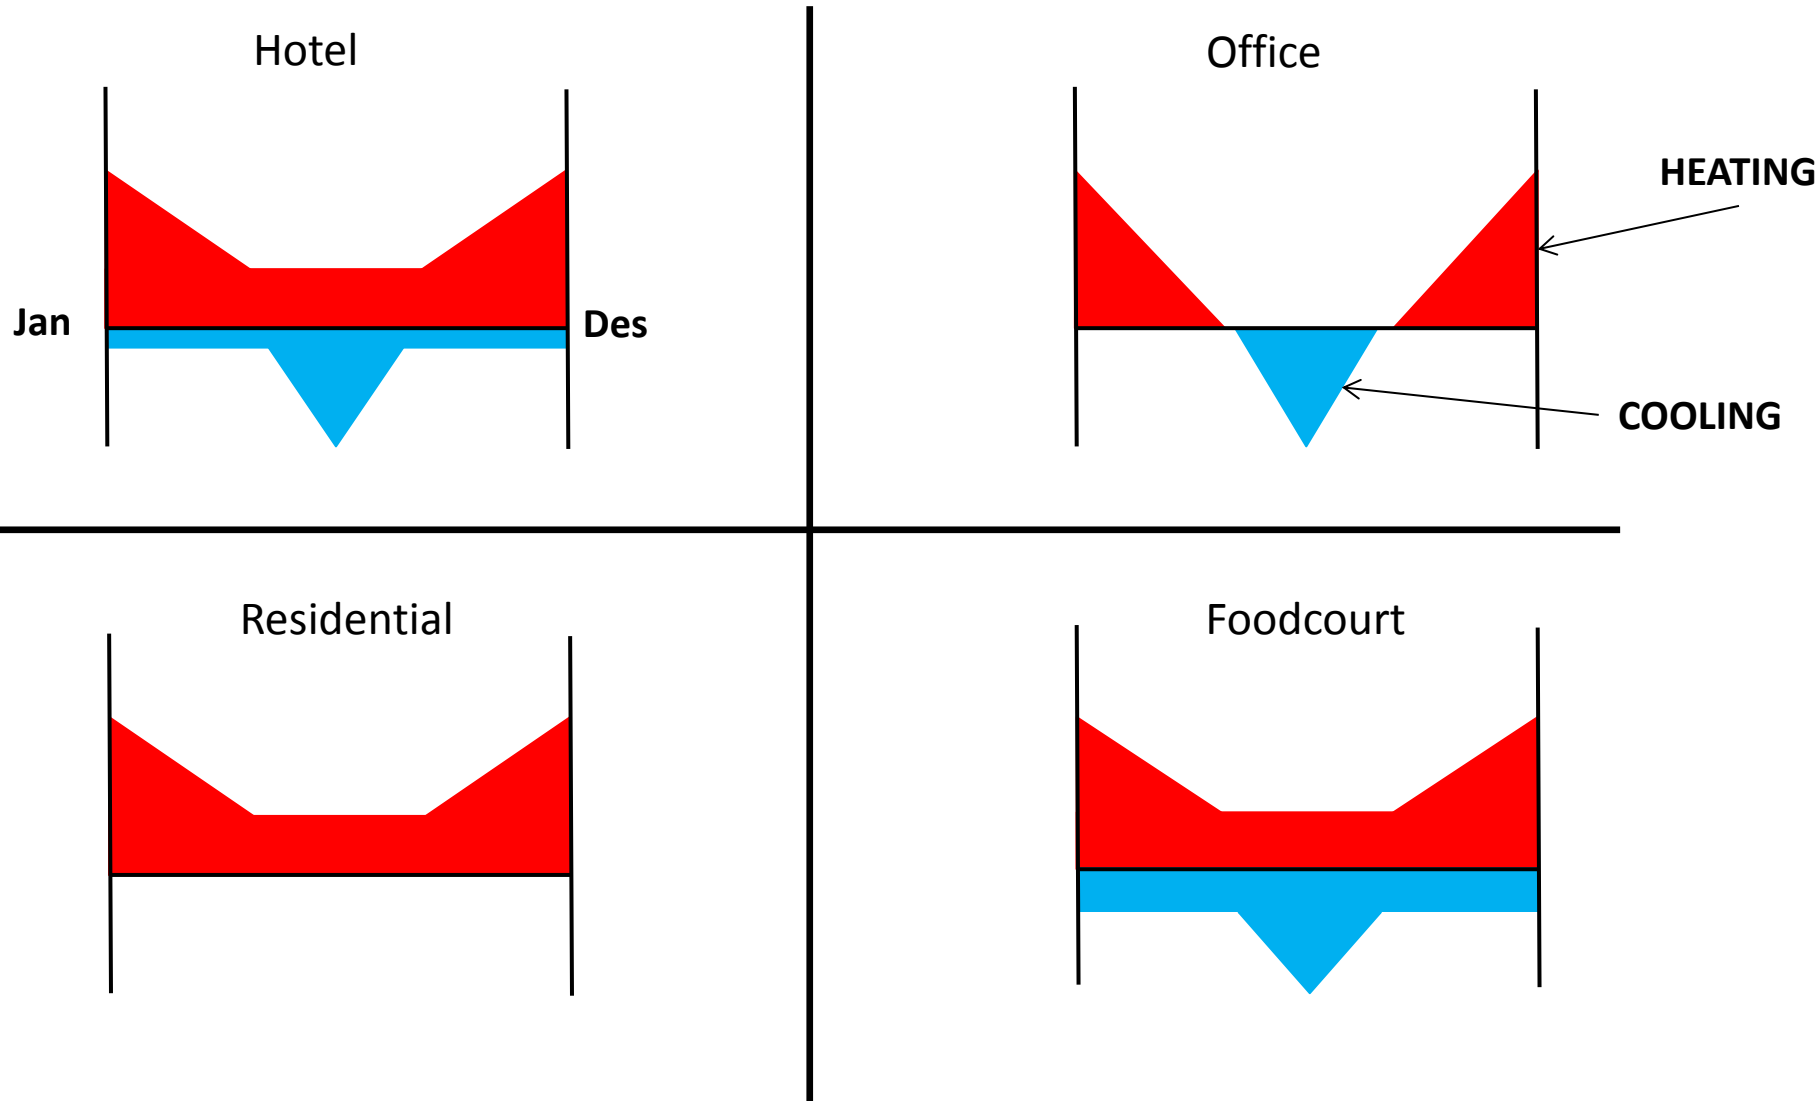 Hotel
Office
HEATING
Jan
Des
COOLING
Residential
Foodcourt